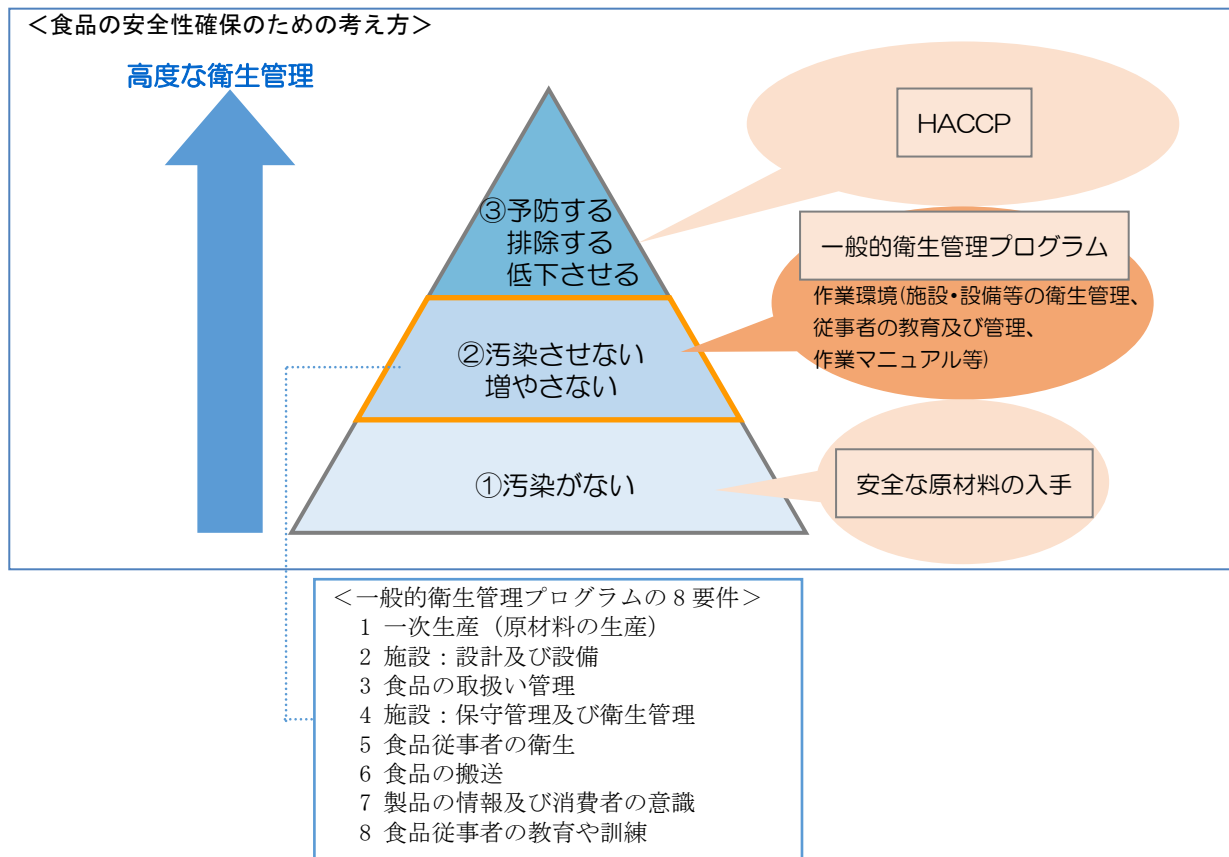 ＜食品の安全性確保のための考え方＞
高度な衛生管理
HACCP
③予防する
排除する
低下させる
一般的衛生管理プログラム
作業環境(施設・設備等の衛生管理、
従事者の教育及び管理、
作業マニュアル等)
②汚染させない
増やさない
①汚染がない
安全な原材料の入手
＜一般的衛生管理プログラムの8要件＞
1 一次生産（原材料の生産）
2 施設：設計及び設備
3 食品の取扱い管理
4 施設：保守管理及び衛生管理
5 食品従事者の衛生
6 食品の搬送
7 製品の情報及び消費者の意識
8 食品従事者の教育や訓練